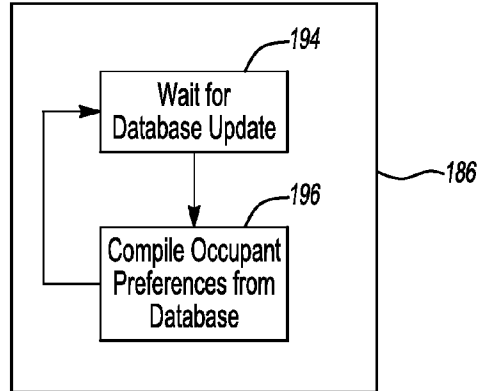 194
Wait for
Database Update
186
196
Compile Occupant
Preferences from
Database